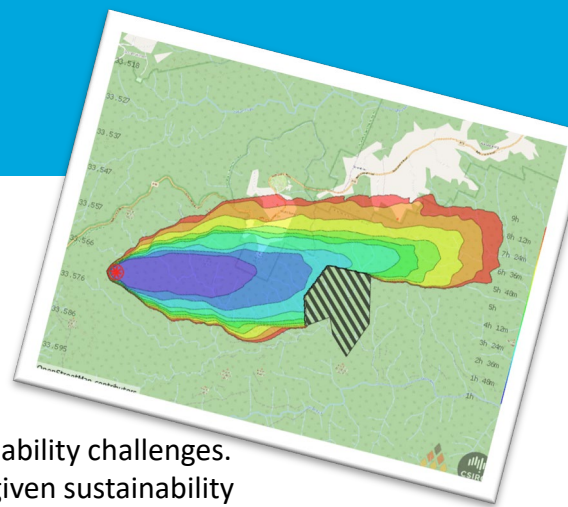 33.518
33.527
33.537
33.547
33.557
33.566
33.576
33.586
33.595
9h
8h 12m
7h 24m
6h 36m
5h 48m
5h
4h 12m
3h 24m
2h 36m
1h 48m
1h
OpenStreetMap contributors
CSIRO
ability challenges.
given sustainability